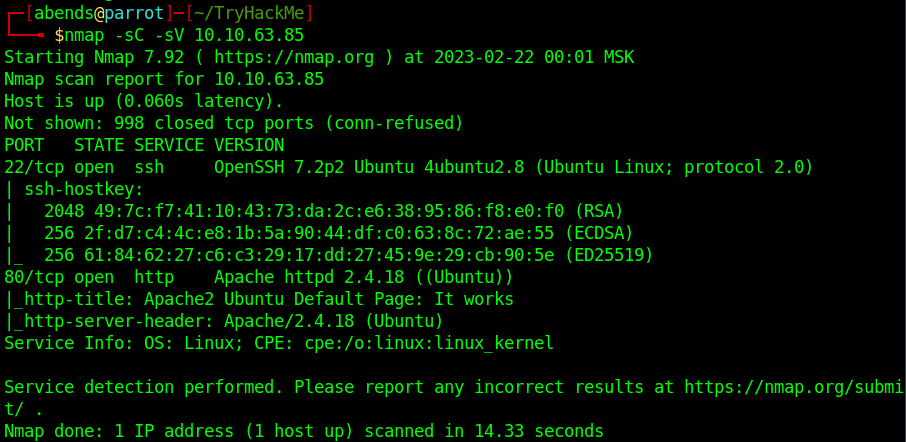 ┌─[abends@parrot]─[~/TryHackMe]
└──╼ $nmap -sC -sV 10.10.63.85
Starting Nmap 7.92 ( https://nmap.org ) at 2023-02-22 00:01 MSK
Nmap scan report for 10.10.63.85
Host is up (0.060s latency).
Not shown: 998 closed tcp ports (conn-refused)
PORT   STATE SERVICE VERSION
22/tcp open  ssh     OpenSSH 7.2p2 Ubuntu 4ubuntu2.8 (Ubuntu Linux; protocol 2.0)
| ssh-hostkey:
|   2048 49:7c:f7:41:10:43:73:da:2c:e6:38:95:86:f8:e0:f0 (RSA)
|   256 2f:d7:c4:4c:e8:1b:5a:90:44:df:c0:63:8c:72:ae:55 (ECDSA)
|_  256 61:84:62:27:c6:c3:29:17:dd:27:45:9e:29:cb:90:5e (ED25519)
80/tcp open  http    Apache httpd 2.4.18 ((Ubuntu))
|_http-title: Apache2 Ubuntu Default Page: It works
|_http-server-header: Apache/2.4.18 (Ubuntu)
Service Info: OS: Linux; CPE: cpe:/o:linux:linux_kernel

Service detection performed. Please report any incorrect results at https://nmap.org/submi
t/ .
Nmap done: 1 IP address (1 host up) scanned in 14.33 seconds